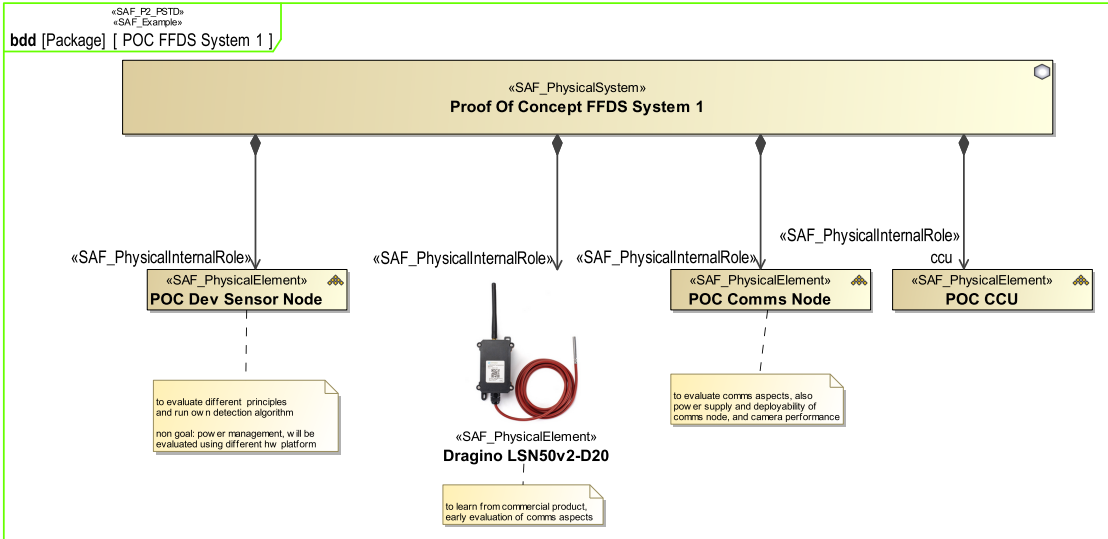 «SAF_P2_PSTD»
«SAF_Example»
bdd [Package] [ POC FFDS System 1 ]
«SAF_PhysicalSystem»
Proof Of Concept FFDS System 1
«SAF_PhysicalInternalRole»
«SAF_PhysicalInternalRole»
«SAF_PhysicalInternalRole»
«SAF_PhysicalInternalRole»
ccu
«SAF_PhysicalElement»
POC Dev Sensor Node
«SAF_PhysicalElement»
POC Comms Node
«SAF_PhysicalElement»
POC CCU
to evaluate different principles
and run own detection algorithm
non goal: power management, will be
evaluated using different hw platform
«SAF_PhysicalElement»
Dragino LSN50v2-D20
to learn from commercial product,
early evaluation of comms aspects
to evaluate comms aspects, also
power supply and deployability of
comms node, and camera performance